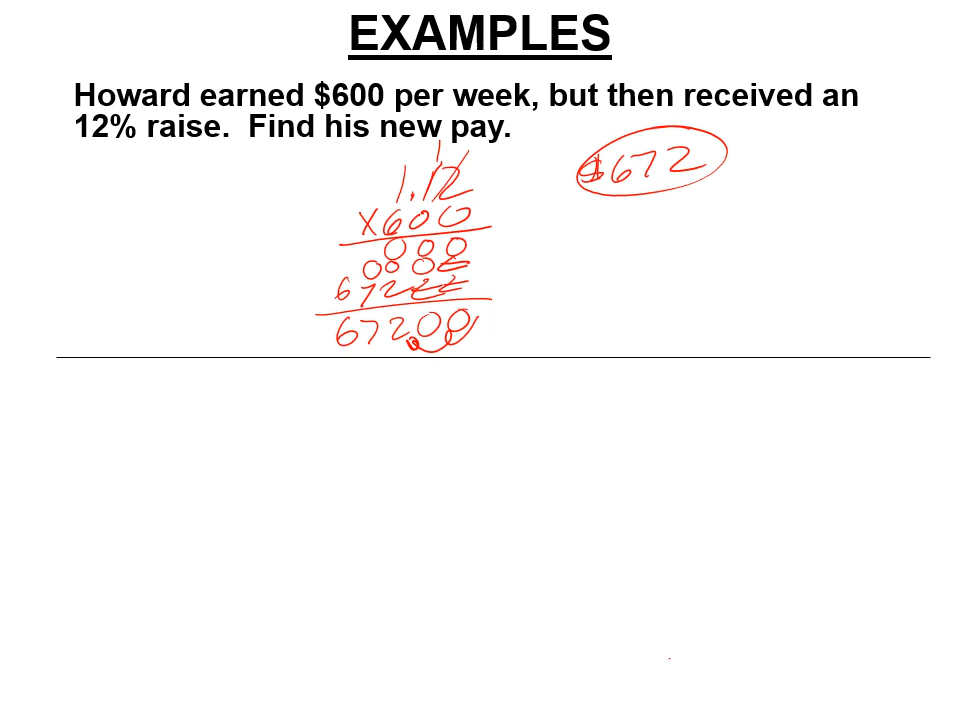 EXAMPLES
Howard earned $600 per week, but then received an
12% raise. Find his new pay.
1
1.12
$672
X600
000
000
672
67200